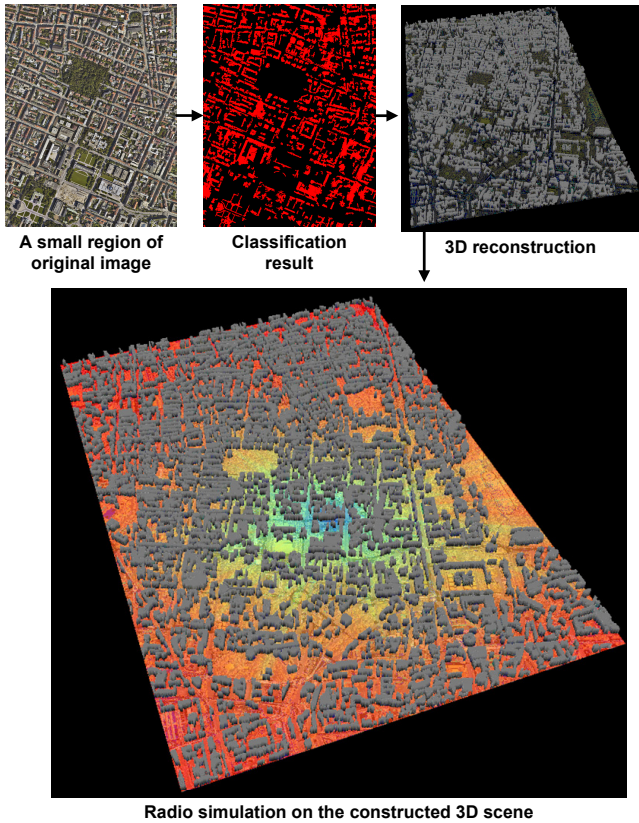 A small region of
original image
Classification
result
3D reconstruction
Radio simulation on the constructed 3D scene